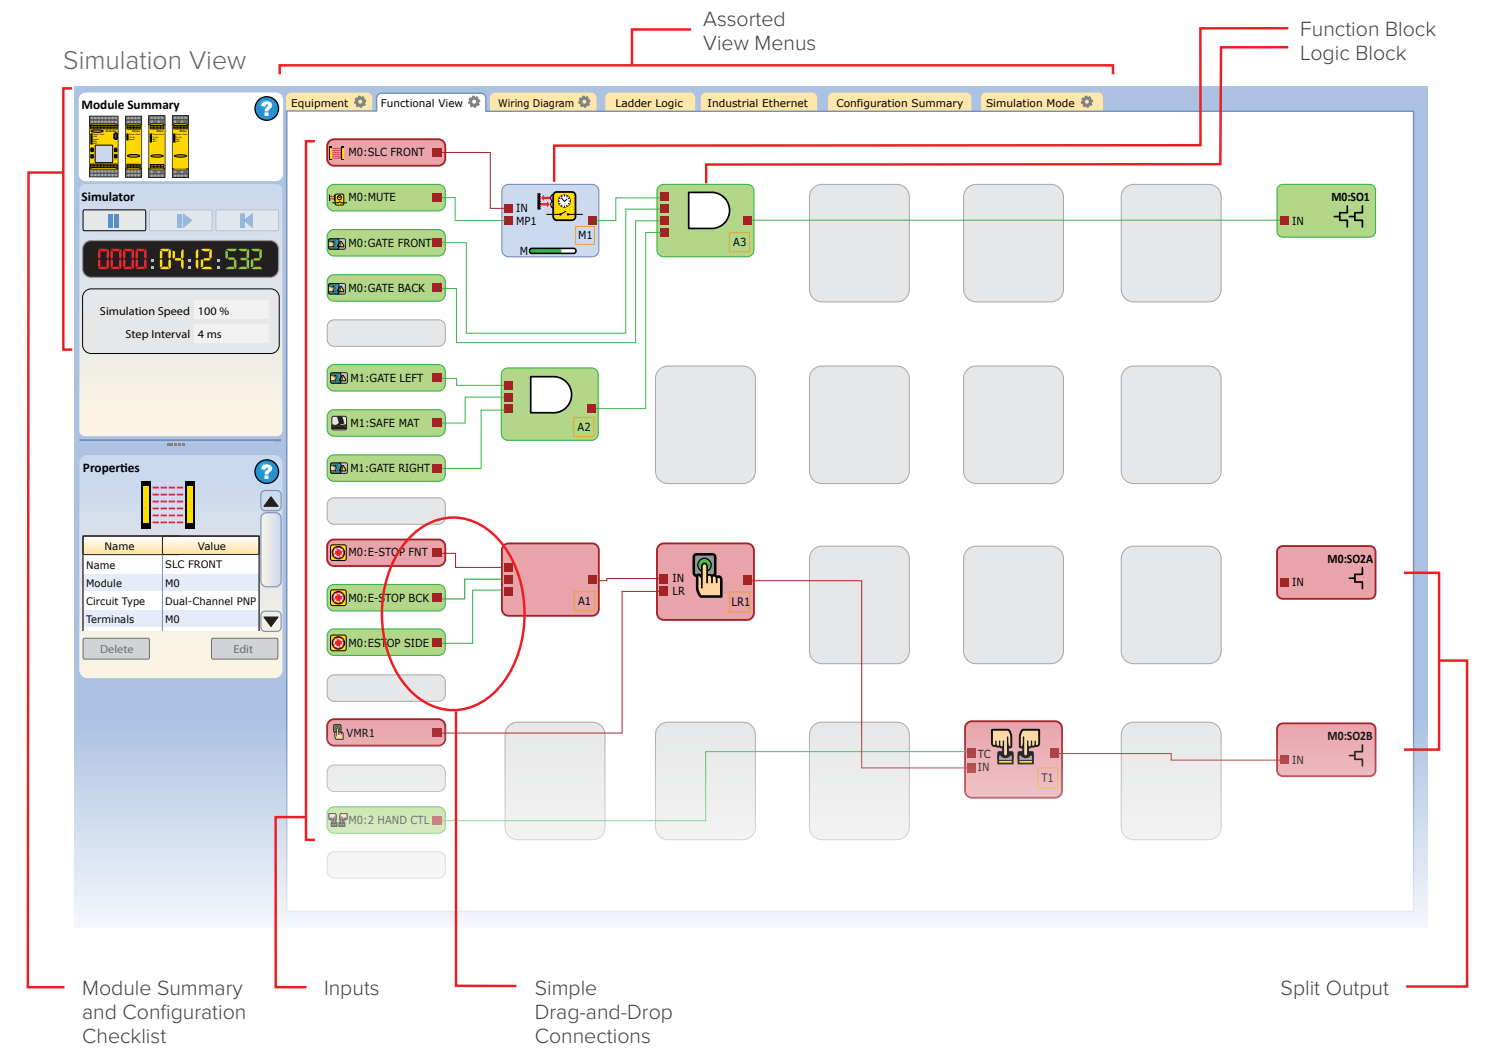 Assorted
View Menus
Function Block
Logic Block
Simulation View
Module Summary
?
Equipment
Functional View
Wiring Diagram
Ladder Logic
Industrial Ethernet
Configuration Summary
Simulation Mode
Simulator
0000:04:12:532
Simulation Speed 100 %
Step Interval 4 ms
Properties
?
Name Value
Name SLC FRONT
Module M0
Circuit Type Dual-Channel PNP
Terminals M0
Delete Edit
M0:SLC FRONT
M0:MUTE
M0:GATE FRONT
M0:GATE BACK
M1:GATE LEFT
M1:SAFE MAT
M1:GATE RIGHT
M0:E-STOP FNT
M0:E-STOP BCK
M0:ESTOP SIDE
VMR1
M0:2 HAND CTL
IN
MP1
M1
M
A3
A2
A1
IN
LR
LR1
TC
IN
T1
M0:SO1
IN
M0:SO2A
IN
M0:SO2B
IN
Module Summary
and Configuration
Checklist
Inputs
Simple
Drag-and-Drop
Connections
Split Output